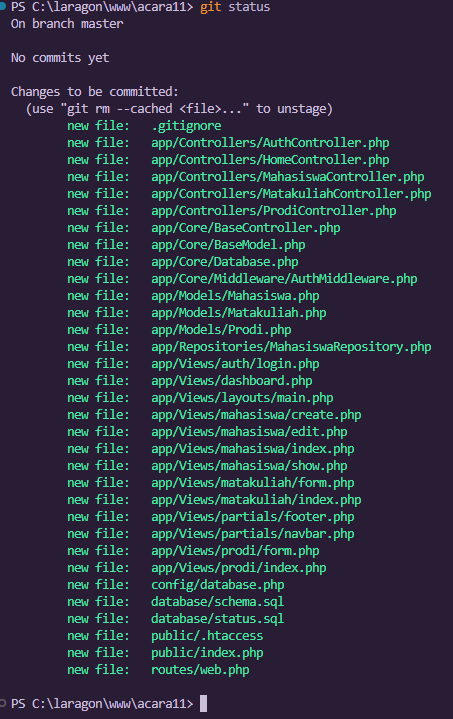 PS C:\laragon\www\acara11> git status
On branch master

No commits yet

Changes to be committed:
  (use "git rm --cached <file>..." to unstage)
        new file:   .gitignore
        new file:   app/Controllers/AuthController.php
        new file:   app/Controllers/HomeController.php
        new file:   app/Controllers/MahasiswaController.php
        new file:   app/Controllers/MatakuliahController.php
        new file:   app/Controllers/ProdiController.php
        new file:   app/Core/BaseController.php
        new file:   app/Core/BaseModel.php
        new file:   app/Core/Database.php
        new file:   app/Core/Middleware/AuthMiddleware.php
        new file:   app/Models/Mahasiswa.php
        new file:   app/Models/Matakuliah.php
        new file:   app/Models/Prodi.php
        new file:   app/Repositories/MahasiswaRepository.php
        new file:   app/Views/auth/login.php
        new file:   app/Views/dashboard.php
        new file:   app/Views/layouts/main.php
        new file:   app/Views/mahasiswa/create.php
        new file:   app/Views/mahasiswa/edit.php
        new file:   app/Views/mahasiswa/index.php
        new file:   app/Views/mahasiswa/show.php
        new file:   app/Views/matakuliah/form.php
        new file:   app/Views/matakuliah/index.php
        new file:   app/Views/partials/footer.php
        new file:   app/Views/partials/navbar.php
        new file:   app/Views/prodi/form.php
        new file:   app/Views/prodi/index.php
        new file:   config/database.php
        new file:   database/schema.sql
        new file:   database/status.sql
        new file:   public/.htaccess
        new file:   public/index.php
        new file:   routes/web.php

PS C:\laragon\www\acara11>